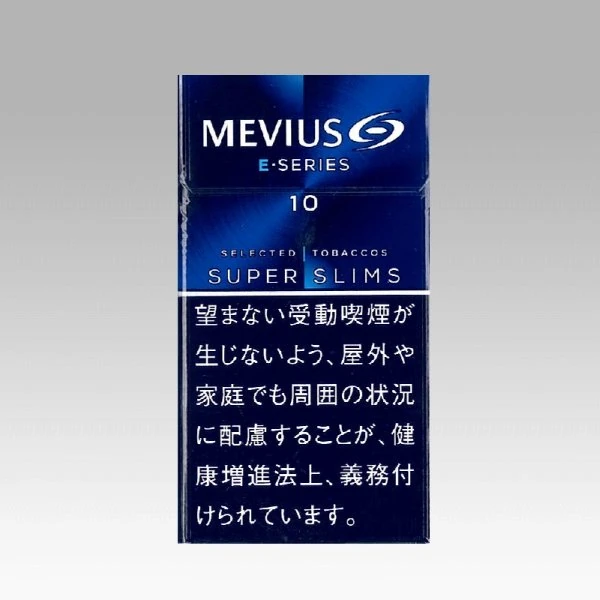 MEVIUS
E-SERIES
10
SELECTED | TOBACCOS
SUPER SLIMS
望まない受動喫煙が
生じないよう、屋外や
家庭でも周囲の状況
に配慮することが、健
康増進法上、義務付
けられています。